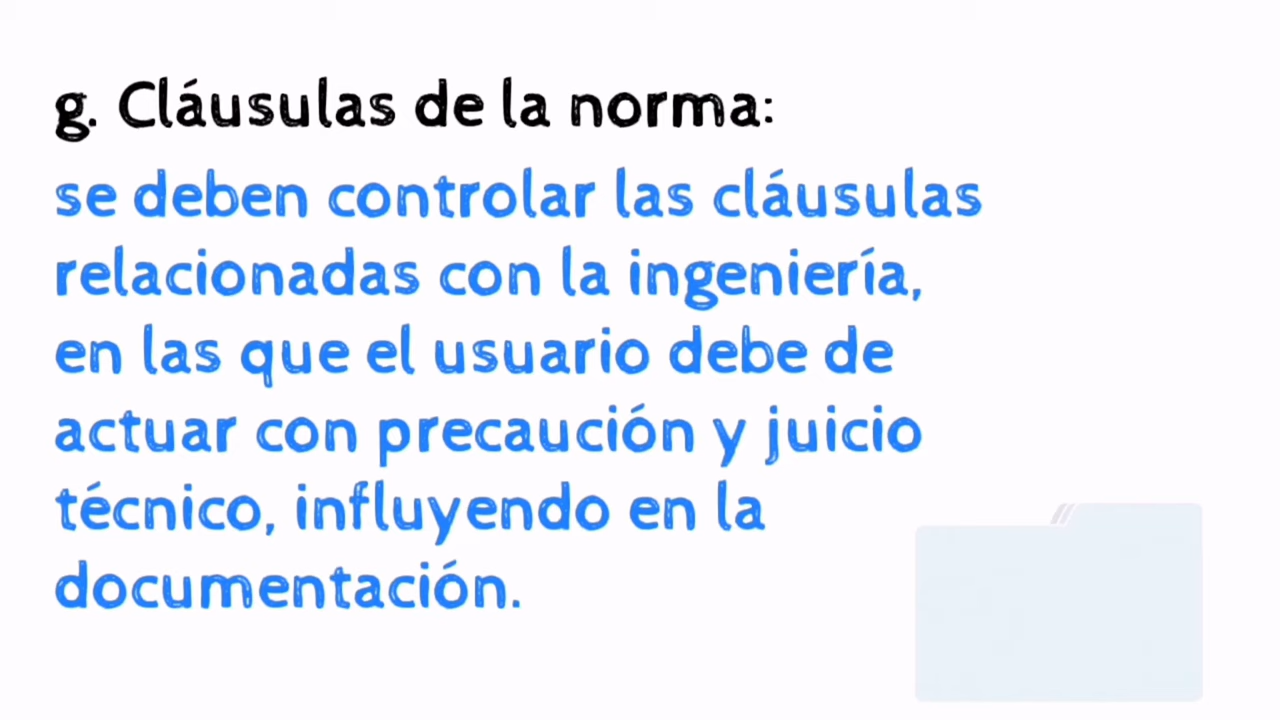 g. Cláusulas de la norma:
se deben controlar las cláusulas
relacionadas con la ingeniería,
en las que el usuario debe de
actuar con precaución y juicio
técnico, influyendo en la
documentación.